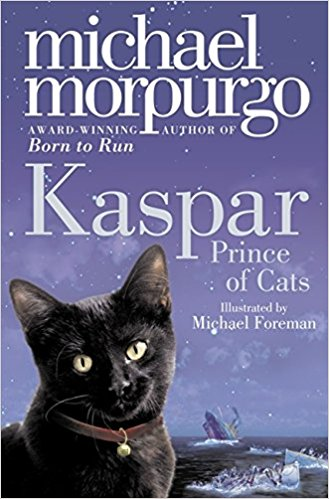 michael
morpurgo
AWARD-WINNING AUTHOR OF
Born to Run
Kaspar
Prince
of Cats
Illustrated by
Michael Foreman